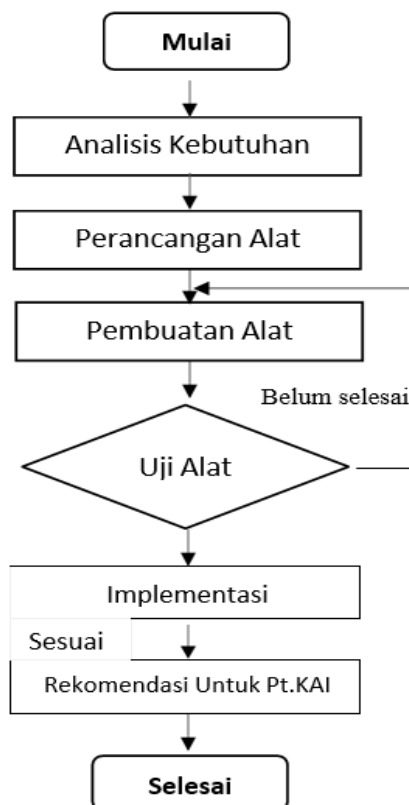 Mulai
Analisis Kebutuhan
Perancangan Alat
Pembuatan Alat
Belum selesai
Uji Alat
Implementasi
Sesuai
Rekomendasi Untuk Pt.KAI
Selesai